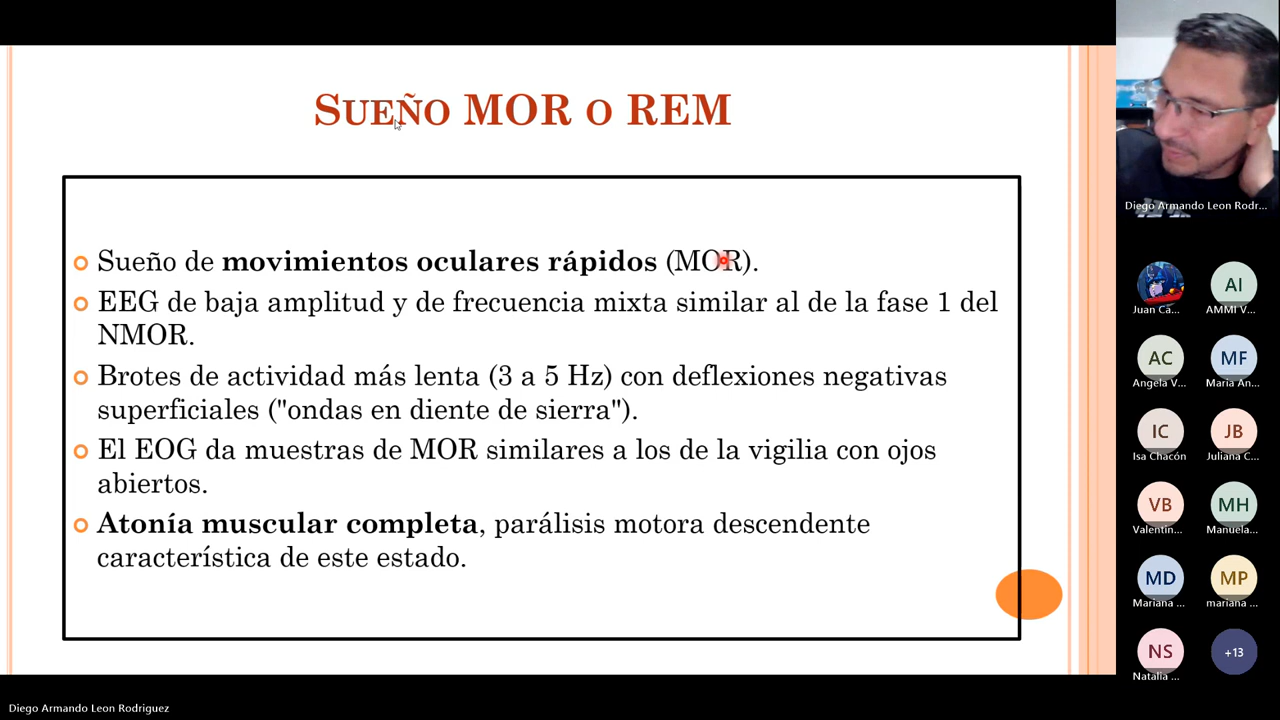 SUEÑO MOR O REM
Sueño de movimientos oculares rápidos (MOR).
EEG de baja amplitud y de frecuencia mixta similar al de la fase 1 del
NMOR.
Brotes de actividad más lenta (3 a 5 Hz) con deflexiones negativas
superficiales ("ondas en diente de sierra").
El EOG da muestras de MOR similares a los de la vigilia con ojos
abiertos.
Atonía muscular completa, parálisis motora descendente
característica de este estado.
Diego Armando Leon Rodr...
Juan Ca...
AI
AMMI V...
AC
Angela V...
MF
Maria An...
IC
Isa Chacón
JB
Juliana C...
VB
Valentin...
MH
Manuela...
MD
Mariana ...
MP
mariana ...
NS
Natalia ...
+13
Diego Armando Leon Rodriguez